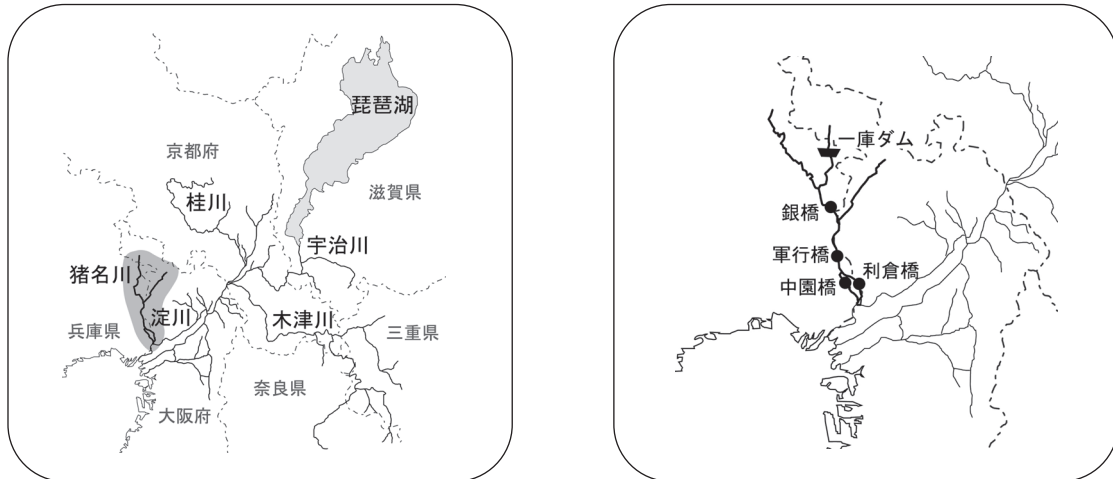 琵琶湖
京都府
滋賀県
桂川
宇治川
猪名川
淀川
木津川
兵庫県
三重県
奈良県
大阪府
一庫ダム
銀橋
軍行橋
中園橋
利倉橋